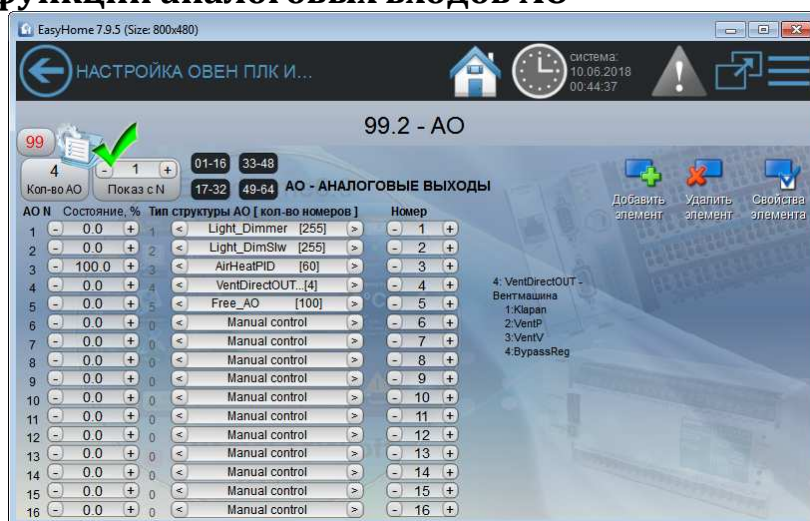 функции аналоговых входов АО
EasyHome 7.9.5 (Size: 800x480)
НАСТРОЙКА ОВЕН ПЛК И...
система:
10.06.2018
00:44:37
99.2 - АО
99
4
Кол-во АО
- 1 +
Показ с N
01-16 33-48
17-32 49-64
АО - АНАЛОГОВЫЕ ВЫХОДЫ
Добавить элемент
Удалить элемент
Свойства элемента
АО N Состояние, % Тип структуры АО [ кол-во номеров ] Номер
1 - 0.0 + 1 < Light_Dimmer [255] > - 1 +
2 - 0.0 + 2 < Light_DimSlw [255] > - 2 +
3 - 100.0 + 3 < AirHeatPID [60] > - 3 +
4 - 0.0 + 4 < VentDirectOUT...[4] > - 4 +
5 - 0.0 + 5 < Free_AO [100] > - 5 +
6 - 0.0 + 0 < Manual control > - 6 +
7 - 0.0 + 0 < Manual control > - 7 +
8 - 0.0 + 0 < Manual control > - 8 +
9 - 0.0 + 0 < Manual control > - 9 +
10 - 0.0 + 0 < Manual control > - 10 +
11 - 0.0 + 0 < Manual control > - 11 +
12 - 0.0 + 0 < Manual control > - 12 +
13 - 0.0 + 0 < Manual control > - 13 +
14 - 0.0 + 0 < Manual control > - 14 +
15 - 0.0 + 0 < Manual control > - 15 +
16 - 0.0 + 0 < Manual control > - 16 +
4: VentDirectOUT -
Вентмашина
1:Klapan
2:VentP
3:VentV
4:BypassReg